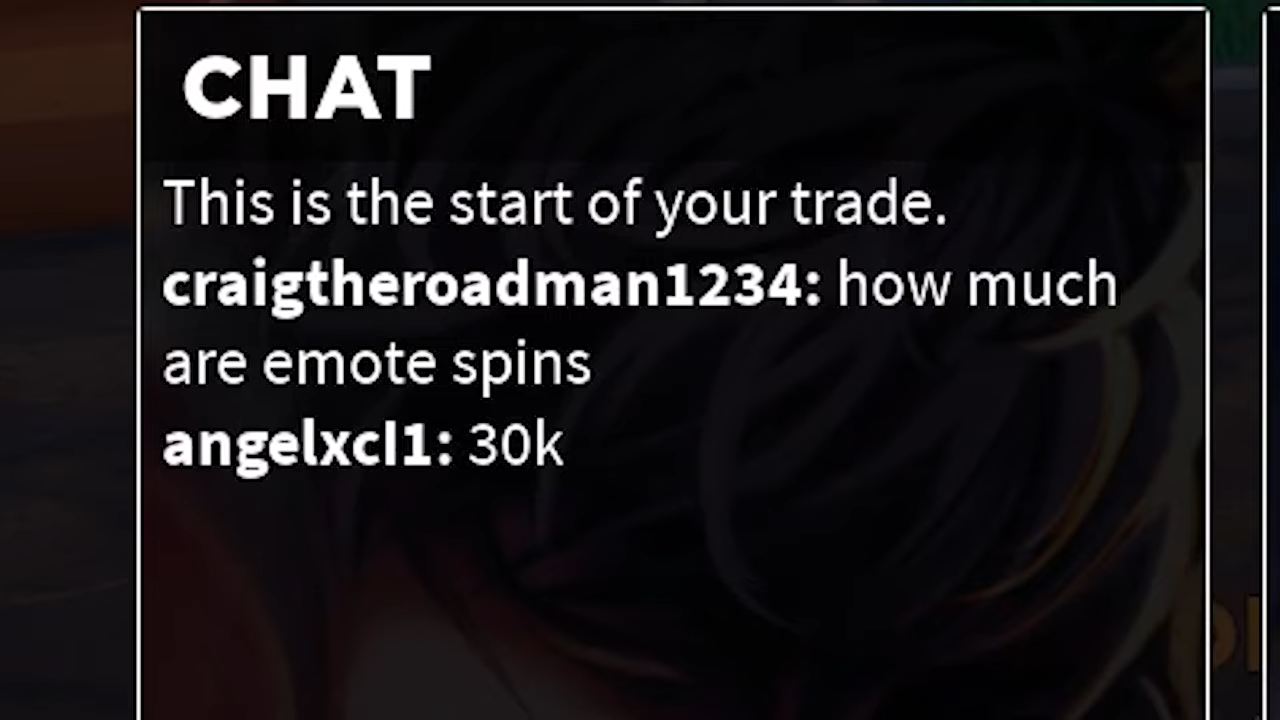 CHAT
This is the start of your trade.
craigtheroadman1234: how much
are emote spins
angelxcl1: 30k